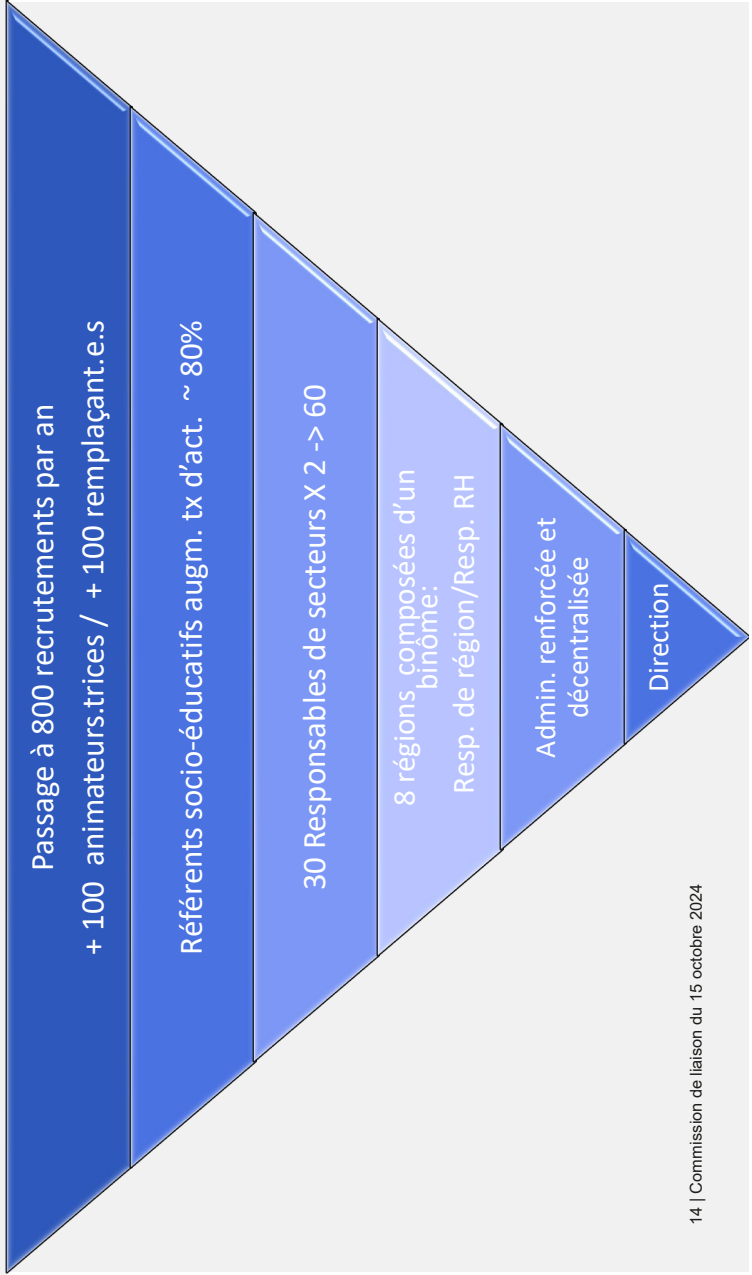 Passage à 800 recrutements par an
+ 100 animateurs.trices / + 100 remplaçant.e.s
Référents socio-éducatifs augm. tx d'act. ~ 80%
30 Responsables de secteurs X 2 -> 60
8 régions composées d'un
binôme:
Resp. de région/Resp. RH
Admin. renforcée et
décentralisée
Direction
14 | Commission de liaison du 15 octobre 2024